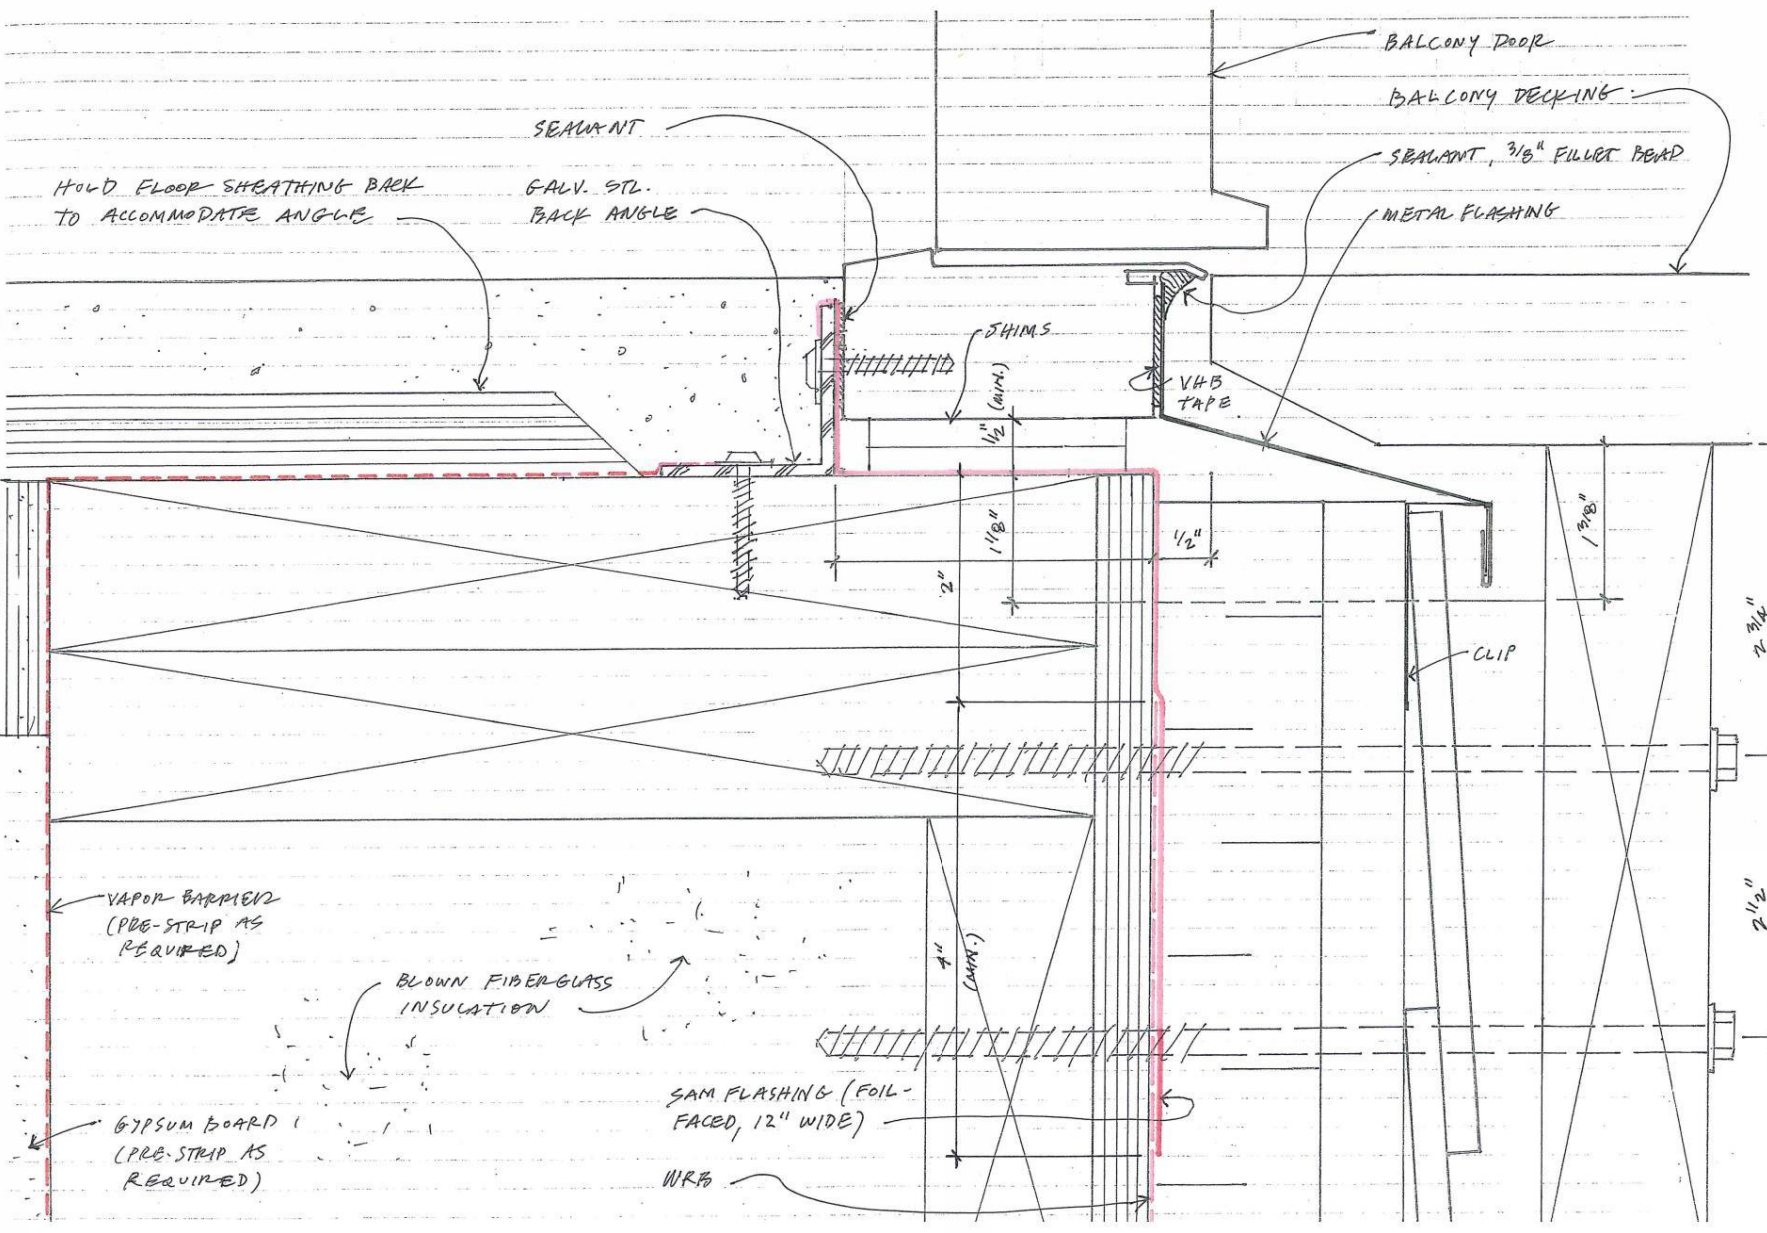 BALCONY DOOR
BALCONY DECKING
SEALANT
SEALANT, 3/8" FILLET BEAD
HOLD FLOOR SHEATHING BACK
TO ACCOMMODATE ANGLE
GALV. STL.
BACK ANGLE
METAL FLASHING
SHIMS
VHB
TAPE
1/2"
(MIN.)
1 1/8"
1/2"
2"
1 3/8"
2 3/4"
CLIP
VAPOR BARRIER
(PRE-STRIP AS
REQUIRED)
BLOWN FIBERGLASS
INSULATION
4"
(MIN.)
2 1/2"
SAM FLASHING (FOIL-
FACED, 12" WIDE)
GYPSUM BOARD
(PRE-STRIP AS
REQUIRED)
WRB